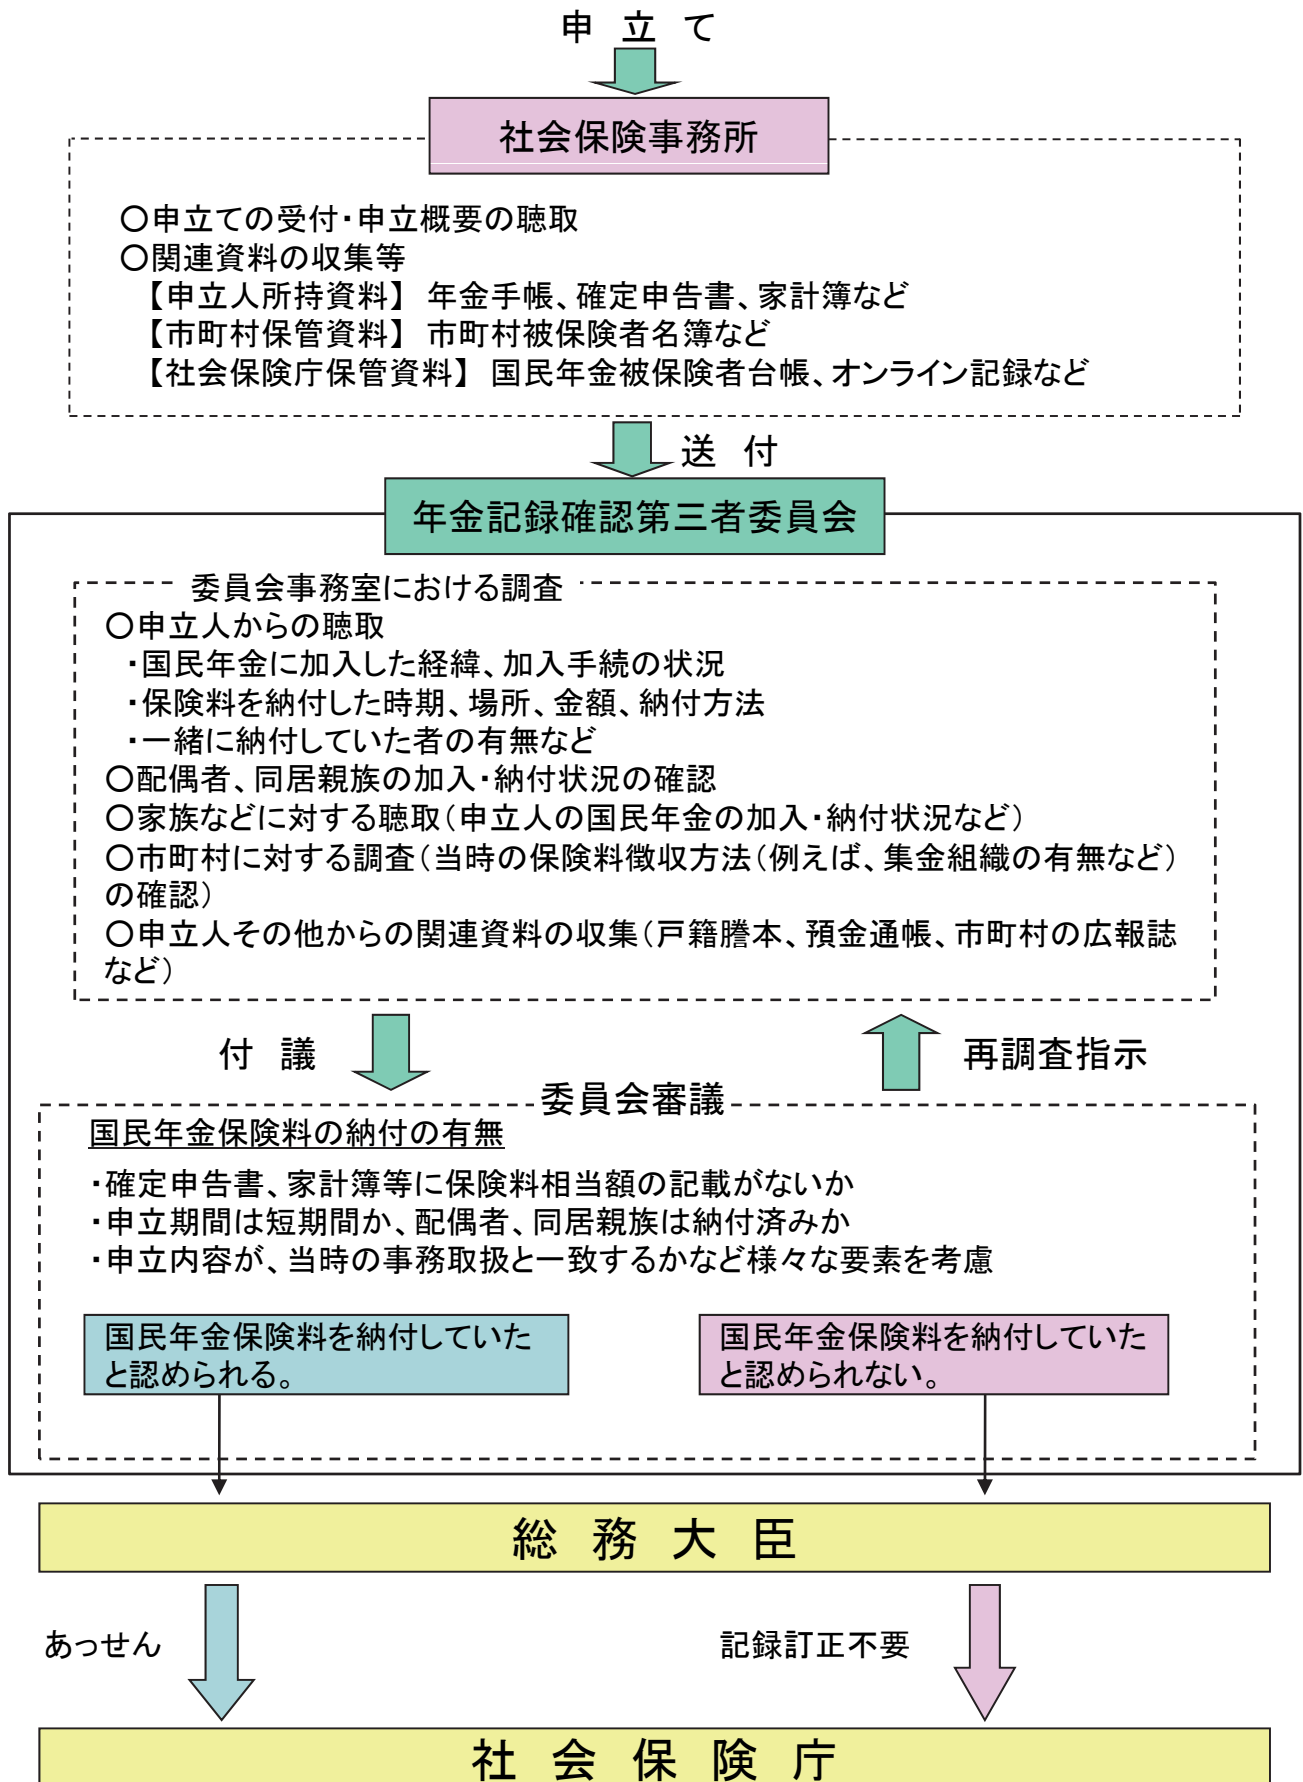 申 立 て
社会保険事務所
○申立ての受付・申立概要の聴取
○関連資料の収集等
【申立人所持資料】 年金手帳、確定申告書、家計簿など
【市町村保管資料】 市町村被保険者名簿など
【社会保険庁保管資料】 国民年金被保険者台帳、オンライン記録など
送 付
年金記録確認第三者委員会
委員会事務室における調査
○申立人からの聴取
・国民年金に加入した経緯、加入手続の状況
・保険料を納付した時期、場所、金額、納付方法
・一緒に納付していた者の有無など
○配偶者、同居親族の加入・納付状況の確認
○家族などに対する聴取（申立人の国民年金の加入・納付状況など）
○市町村に対する調査（当時の保険料徴収方法（例えば、集金組織の有無など）
の確認）
○申立人その他からの関連資料の収集（戸籍謄本、預金通帳、市町村の広報誌
など）
付 議
再調査指示
委員会審議
国民年金保険料の納付の有無
・確定申告書、家計簿等に保険料相当額の記載がないか
・申立期間は短期間か、配偶者、同居親族は納付済みか
・申立内容が、当時の事務取扱と一致するかなど様々な要素を考慮
国民年金保険料を納付していた
と認められる。
国民年金保険料を納付していた
と認められない。
総 務 大 臣
あっせん
記録訂正不要
社 会 保 険 庁